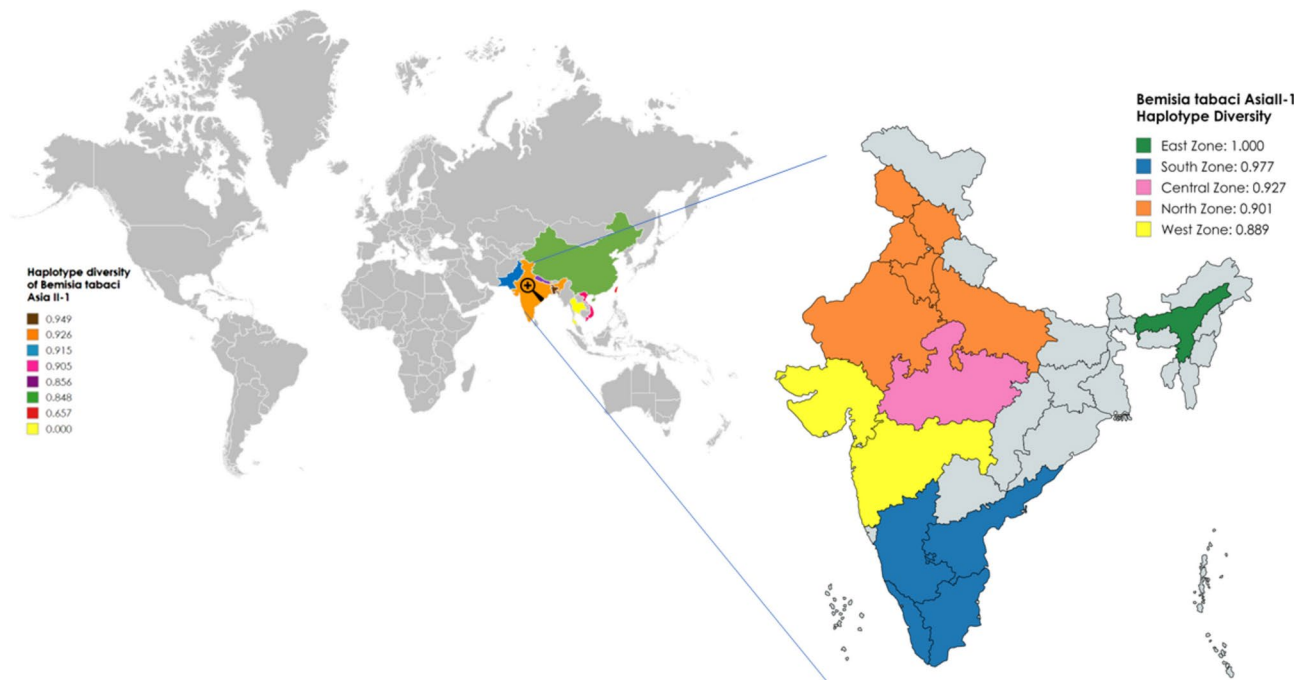 Haplotype diversity
of Bemisia tabaci
Asia II-1
0.949
0.926
0.915
0.905
0.856
0.848
0.657
0.000
Bemisia tabaci AsiaII-1
Haplotype Diversity
East Zone: 1.000
South Zone: 0.977
Central Zone: 0.927
North Zone: 0.901
West Zone: 0.889